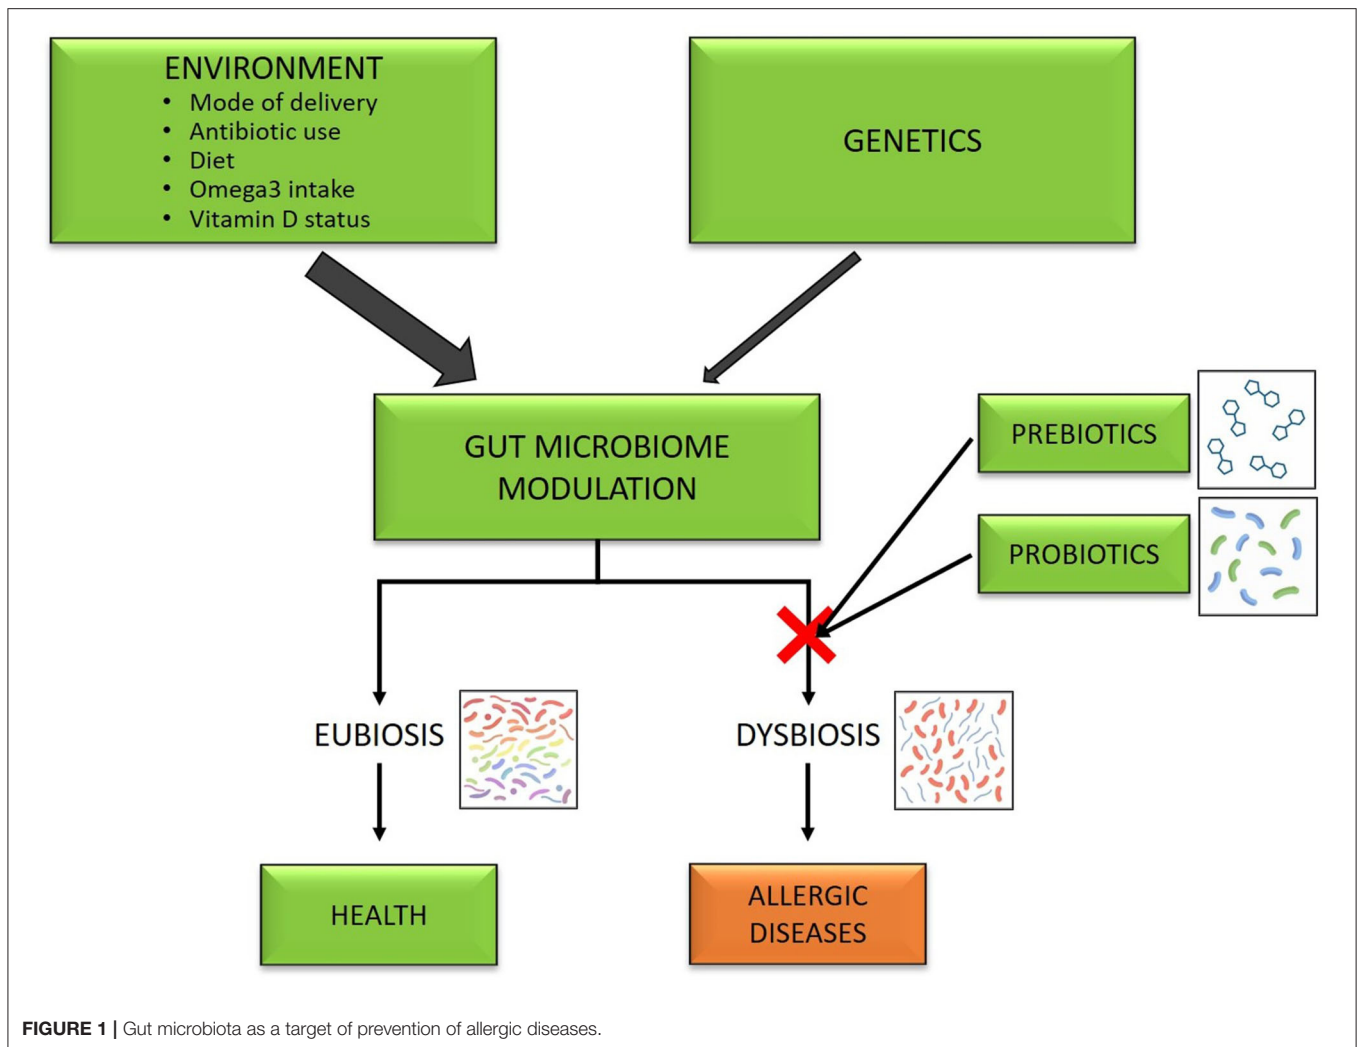 ENVIRONMENT
• Mode of delivery
• Antibiotic use
• Diet
• Omega3 intake
• Vitamin D status
GENETICS
GUT MICROBIOME
MODULATION
PREBIOTICS
PROBIOTICS
EUBIOSIS
DYSBIOSIS
HEALTH
ALLERGIC
DISEASES
FIGURE 1 | Gut microbiota as a target of prevention of allergic diseases.